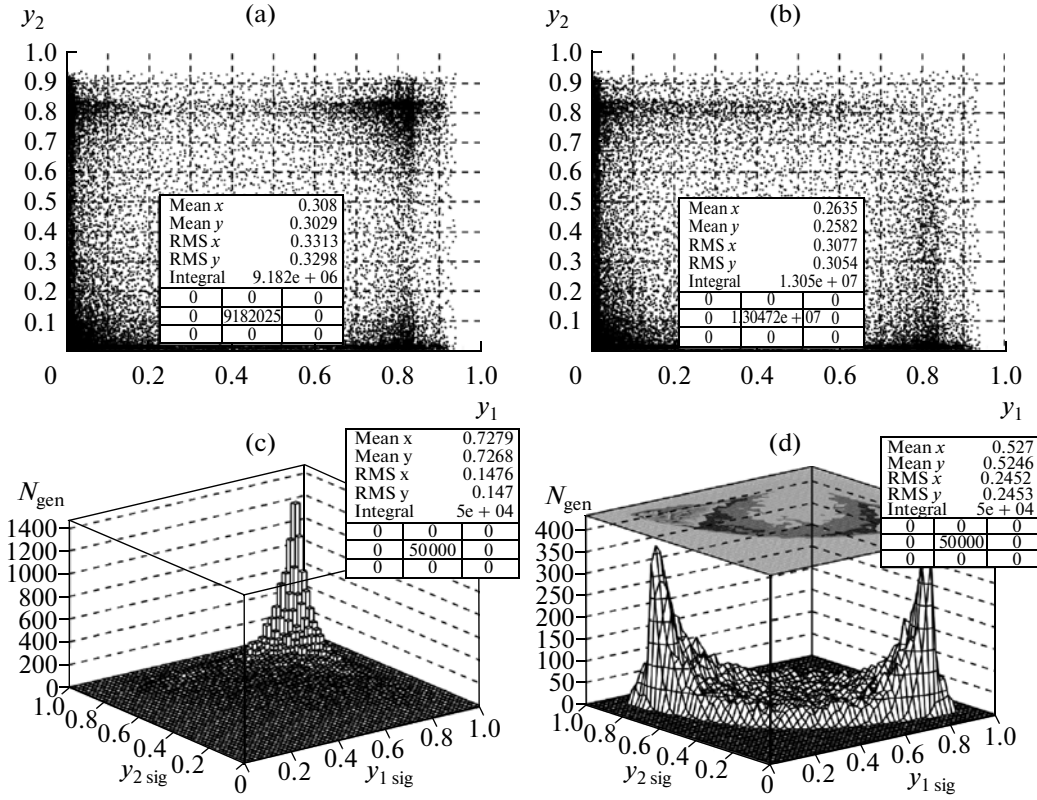 y2
(a)
1.0
0.9
0.8
0.7
0.6
0.5
0.4
0.3
0.2
0.1
Mean x 0.308
Mean y 0.3029
RMS x 0.3313
RMS y 0.3298
Integral 9.182e + 06
0 0 0
0 9182025 0
0 0 0
0 0.2 0.4 0.6 0.8 1.0
y1
y2
(b)
1.0
0.9
0.8
0.7
0.6
0.5
0.4
0.3
0.2
0.1
Mean x 0.2635
Mean y 0.2582
RMS x 0.3077
RMS y 0.3054
Integral 1.305e + 07
0 0 0
0 1.30472e + 07 0
0 0 0
0 0.2 0.4 0.6 0.8 1.0
y1
(c)
Mean x 0.7279
Mean y 0.7268
RMS x 0.1476
RMS y 0.147
Integral 5e + 04
0 0 0
0 50000 0
0 0 0
Ngen
1400
1200
1000
800
600
400
200
0
1.0 0.8 0.6 0.4 0.2 0
y2 sig
0.2 0.4 0.6 0.8 1.0
y1 sig
(d)
Mean x 0.527
Mean y 0.5246
RMS x 0.2452
RMS y 0.2453
Integral 5e + 04
0 0 0
0 50000 0
0 0 0
Ngen
400
350
300
250
200
150
100
50
0
1.0 0.8 0.6 0.4 0.2 0
y2 sig
0.2 0.4 0.6 0.8 1.0
y1 sig